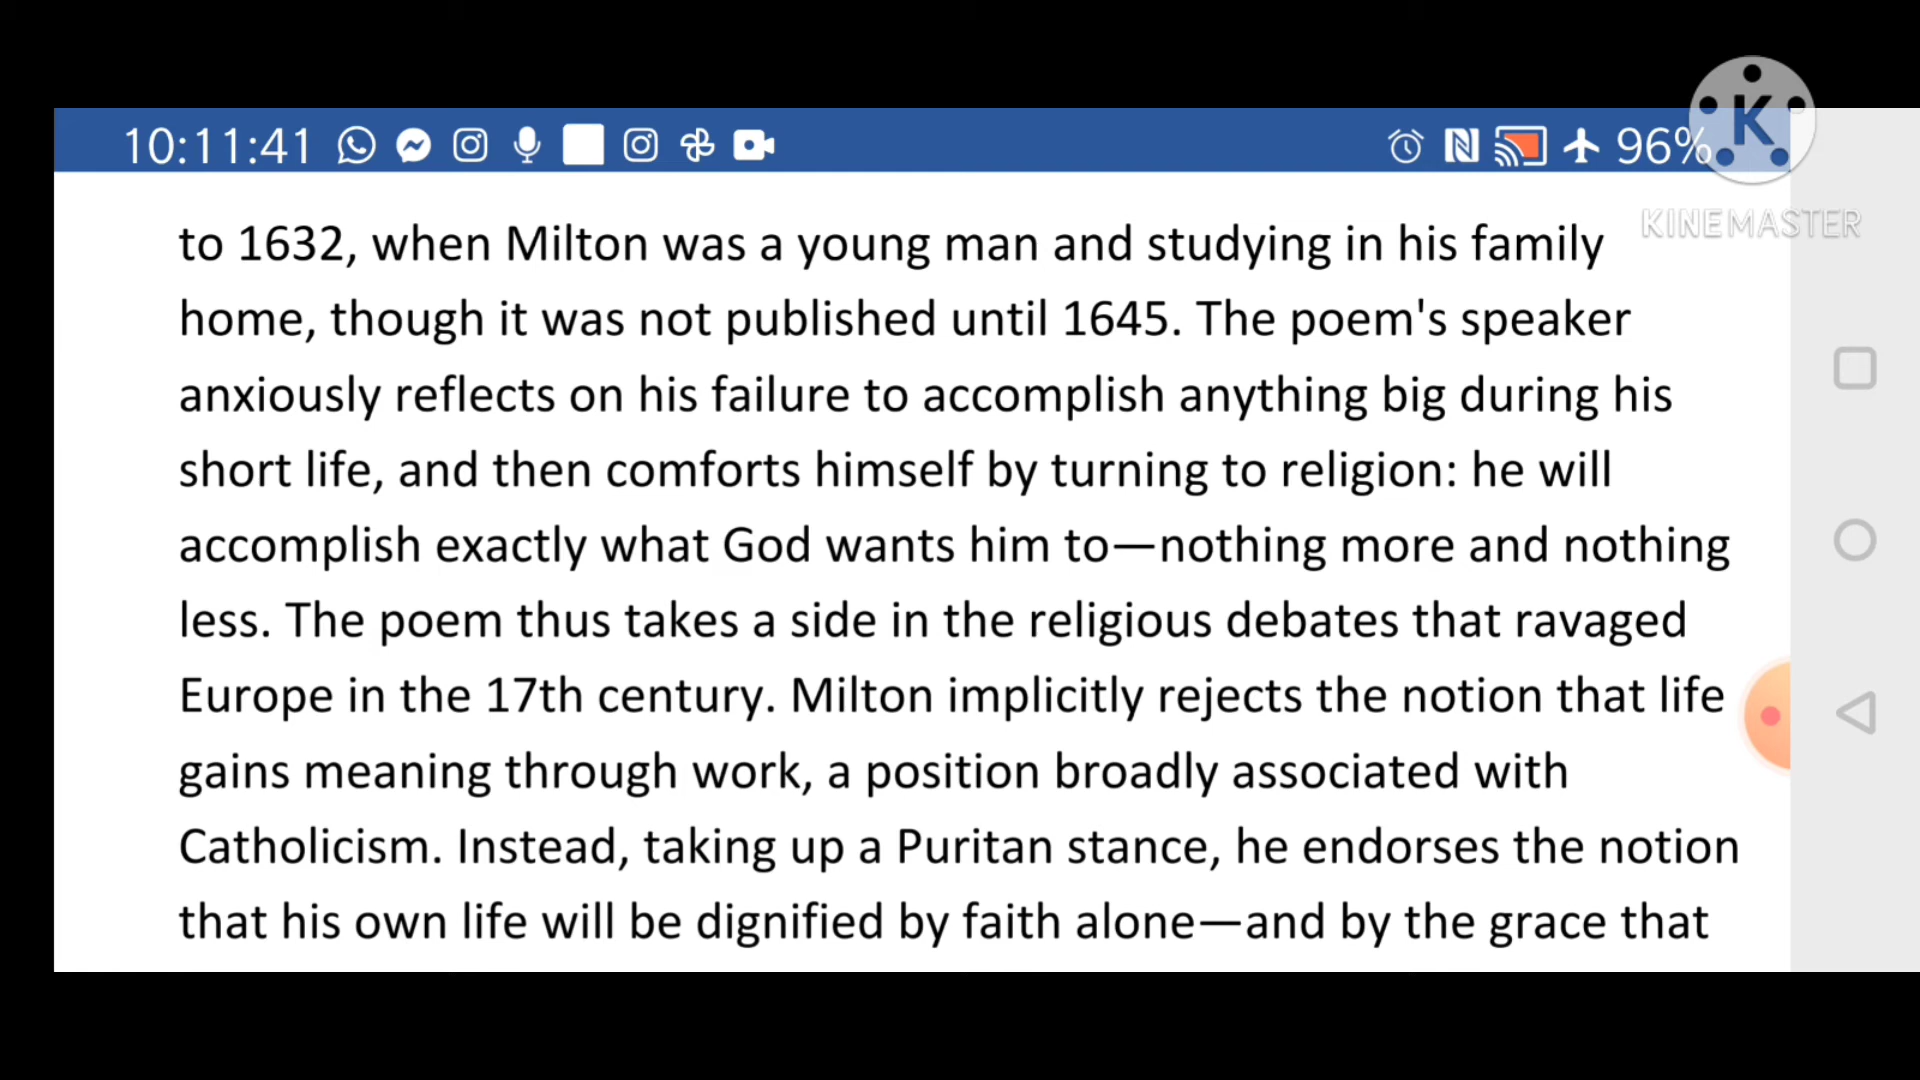 10:11:41 96%
K
KINEMASTER
to 1632, when Milton was a young man and studying in his family
home, though it was not published until 1645. The poem's speaker
anxiously reflects on his failure to accomplish anything big during his
short life, and then comforts himself by turning to religion: he will
accomplish exactly what God wants him to—nothing more and nothing
less. The poem thus takes a side in the religious debates that ravaged
Europe in the 17th century. Milton implicitly rejects the notion that life
gains meaning through work, a position broadly associated with
Catholicism. Instead, taking up a Puritan stance, he endorses the notion
that his own life will be dignified by faith alone—and by the grace that